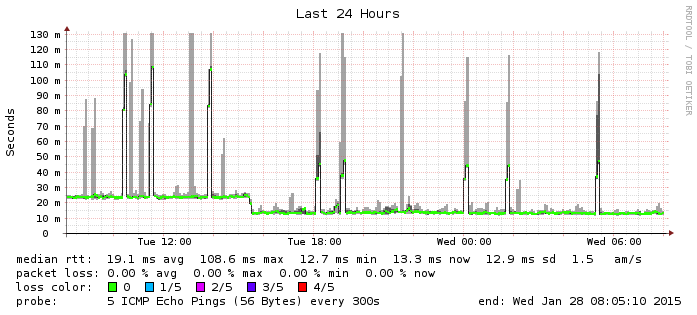 Last 24 Hours
RRDTOOL / TOBI OETIKER
Seconds
130 m
120 m
110 m
100 m
90 m
80 m
70 m
60 m
50 m
40 m
30 m
20 m
10 m
0
Tue 12:00 Tue 18:00 Wed 00:00 Wed 06:00
median rtt: 19.1 ms avg 108.6 ms max 12.7 ms min 13.3 ms now 12.9 ms sd 1.5 am/s
packet loss: 0.00 % avg 0.00 % max 0.00 % min 0.00 % now
loss color: 0 1/5 2/5 3/5 4/5
probe: 5 ICMP Echo Pings (56 Bytes) every 300s end: Wed Jan 28 08:05:10 2015